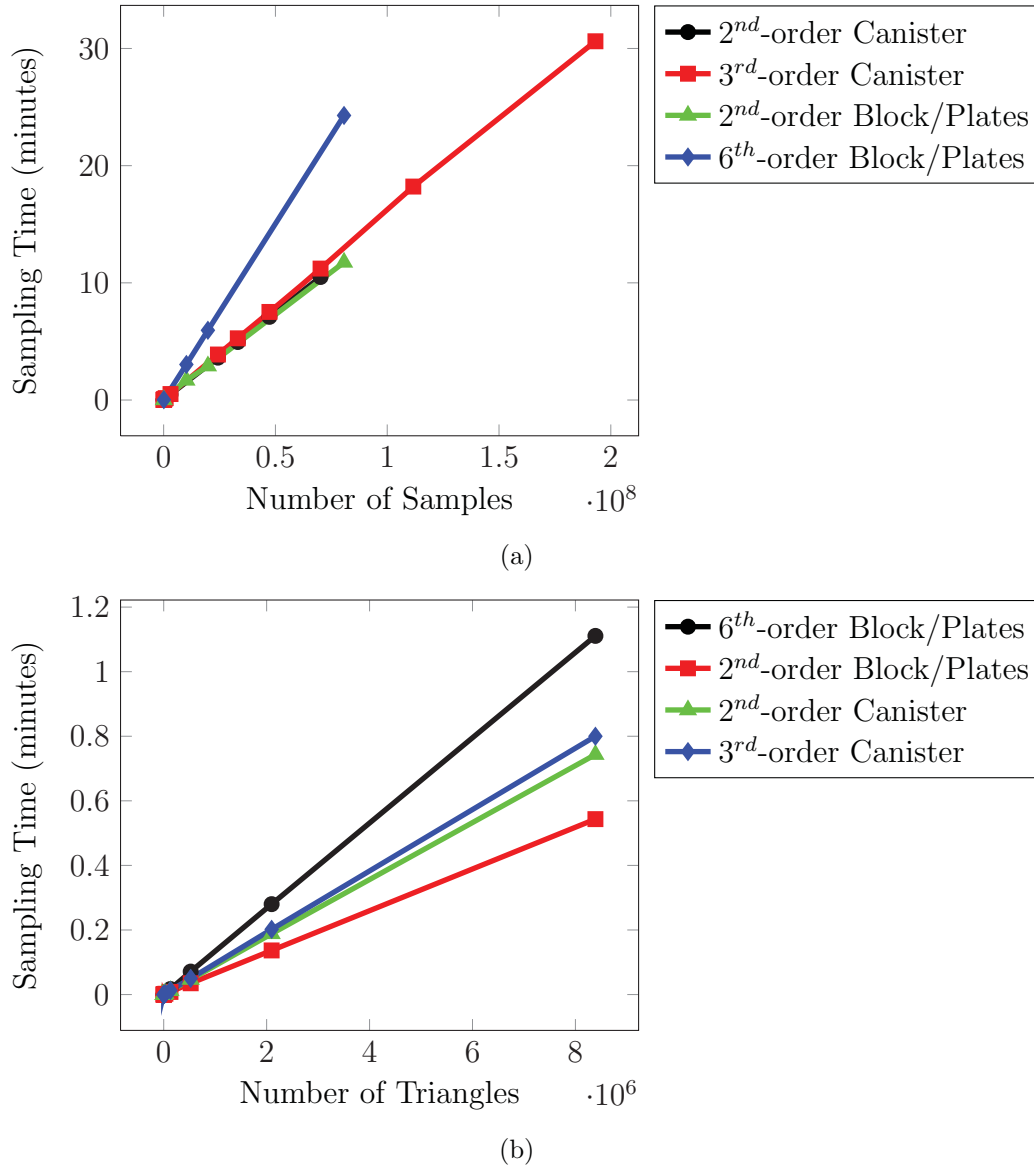 30
20
10
0
Sampling Time (minutes)
0
0.5
1
1.5
2
·10^8
Number of Samples
2^nd-order Canister
3^rd-order Canister
2^nd-order Block/Plates
6^th-order Block/Plates
(a)
1.2
1
0.8
0.6
0.4
0.2
0
Sampling Time (minutes)
0
2
4
6
8
·10^6
Number of Triangles
6^th-order Block/Plates
2^nd-order Block/Plates
2^nd-order Canister
3^rd-order Canister
(b)